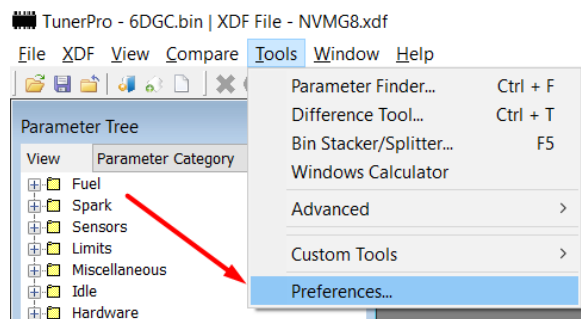 TunerPro - 6DGC.bin | XDF File - NVMG8.xdf
File XDF View Compare Tools Window Help
Parameter Finder... Ctrl + F
Difference Tool... Ctrl + T
Bin Stacker/Splitter... F5
Windows Calculator
Advanced >
Custom Tools >
Preferences...
Parameter Tree
View Parameter Category
Fuel
Spark
Sensors
Limits
Miscellaneous
Idle
Hardware